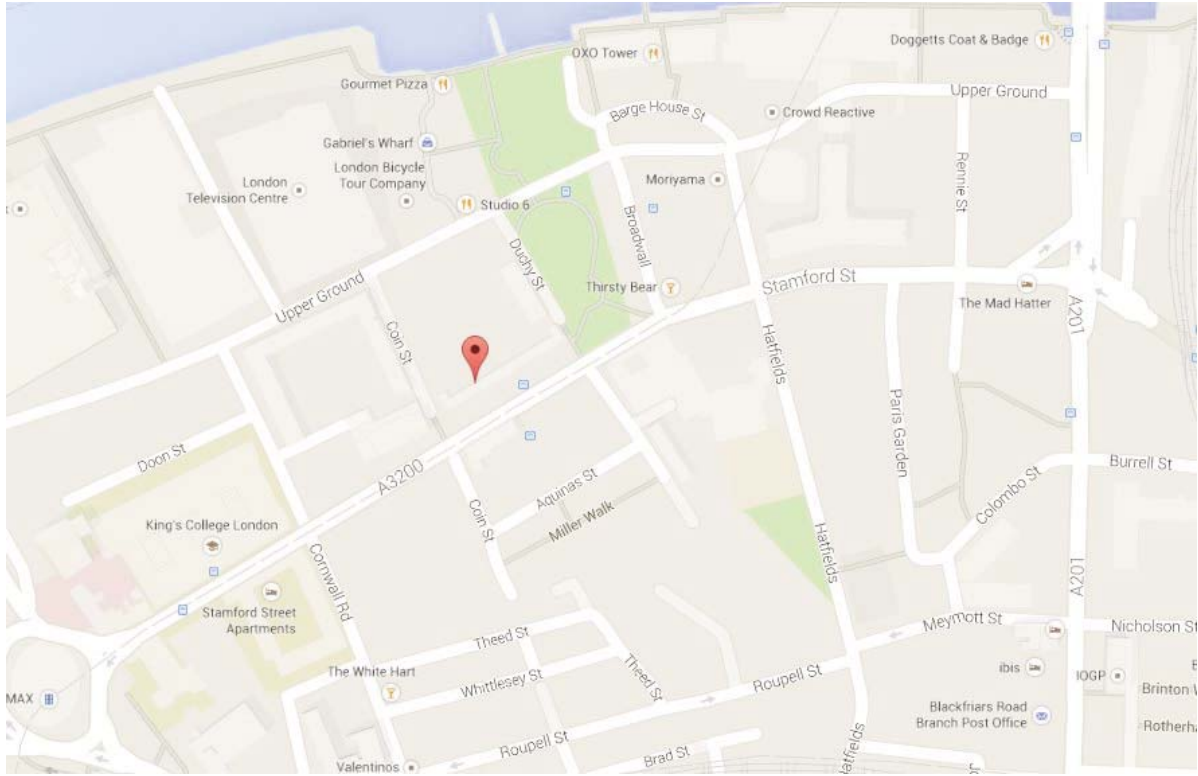 Doggetts Coat & Badge
OXO Tower
Gourmet Pizza
Upper Ground
Barge House St
Crowd Reactive
Gabriel's Wharf
London Bicycle
Tour Company
Rennie St
Moriyama
London
Television Centre
Studio 6
Broadwall
Duchy St
Thirsty Bear
Stamford St
The Mad Hatter
Upper Ground
A201
Coin St
Hatfields
Paris Garden
Doon St
A3200
Burrell St
Aquinas St
Colombo St
Coin St
Miller Walk
King's College London
Hatfields
Cornwall Rd
A201
Stamford Street
Apartments
Meymott St
Nicholson St
Theed St
The White Hart
Theed St
ibis
IOGP
Whittlesey St
Roupell St
Brinton
MAX
Blackfriars Road
Branch Post Office
Rotherh
Roupell St
Brad St
Hatfields
Valentinos